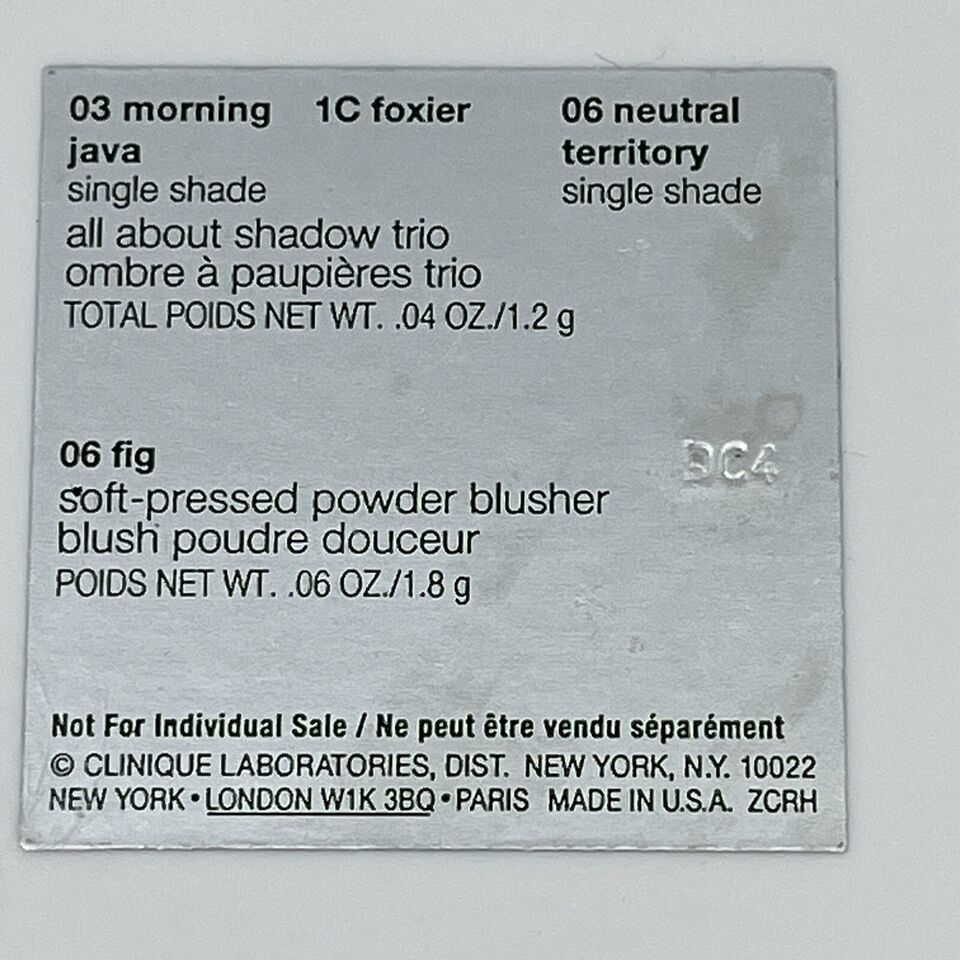 03 morning 1C foxier 06 neutral
java territory
single shade single shade
all about shadow trio
ombre à paupières trio
TOTAL POIDS NET WT. .04 OZ./1.2 g
06 fig
soft-pressed powder blusher
blush poudre douceur
POIDS NET WT. .06 OZ./1.8 g
Not For Individual Sale / Ne peut être vendu séparément
© CLINIQUE LABORATORIES, DIST. NEW YORK, N.Y. 10022
NEW YORK • LONDON W1K 3BQ • PARIS MADE IN U.S.A. ZCRH